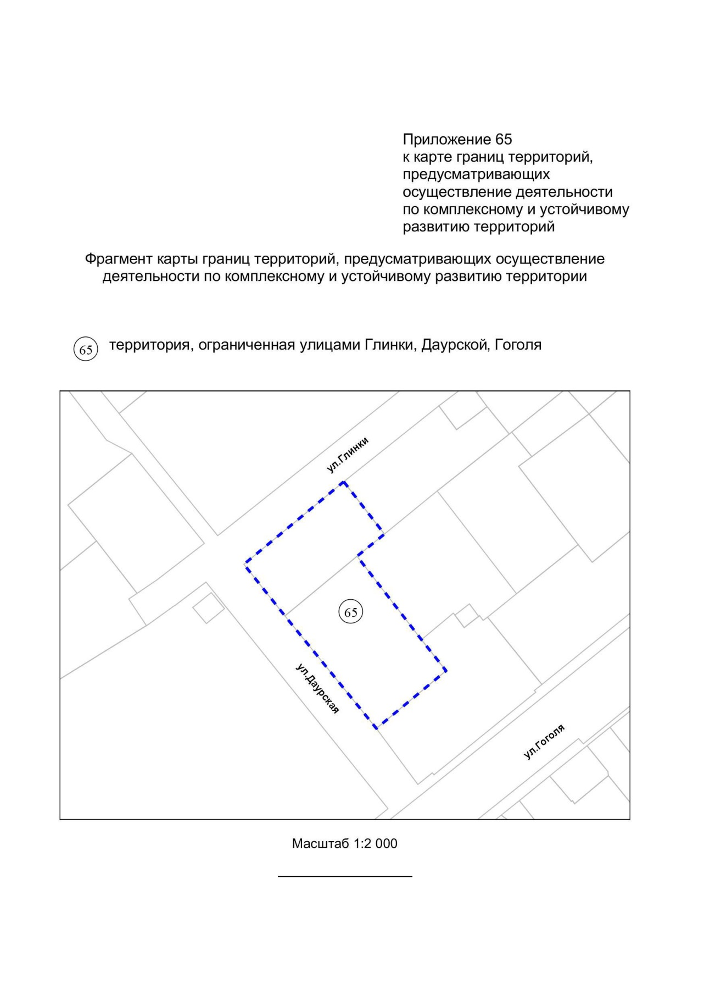 Приложение 65
к карте границ территорий,
предусматривающих
осуществление деятельности
по комплексному и устойчивому
развитию территорий
Фрагмент карты границ территорий, предусматривающих осуществление
деятельности по комплексному и устойчивому развитию территории
65 территория, ограниченная улицами Глинки, Даурской, Гоголя
ул.Глинки
65
ул.Даурская
ул.Гоголя
Масштаб 1:2 000